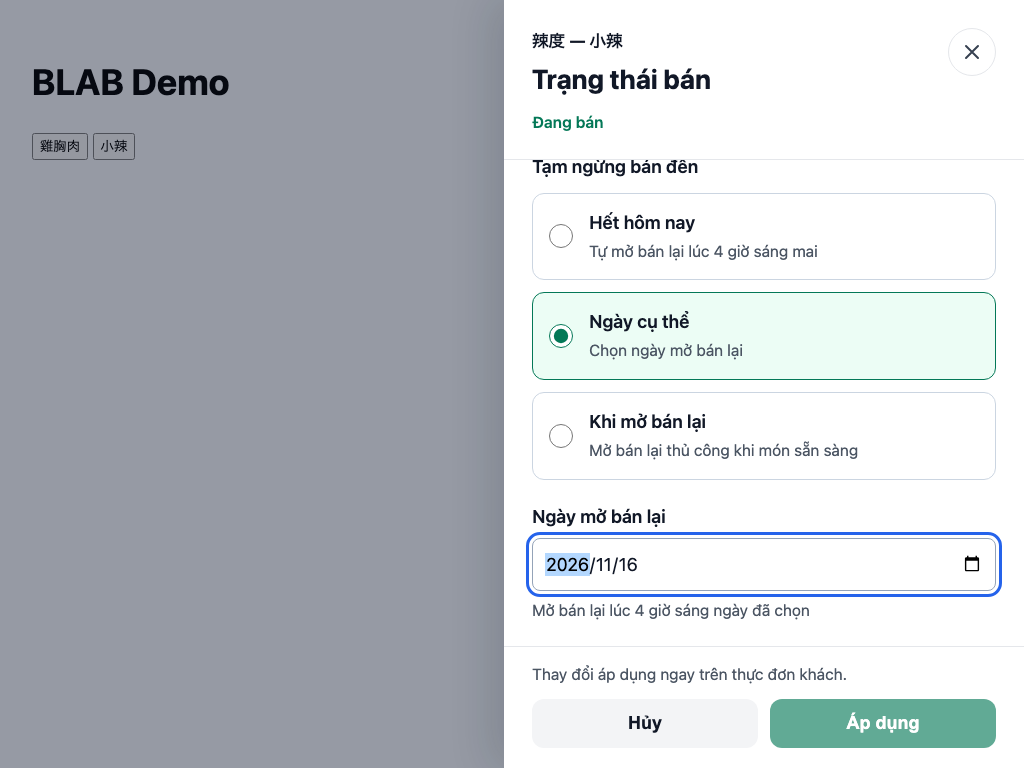 BLAB Demo
雞胸肉 小辣
辣度 — 小辣
Trạng thái bán
Đang bán
Tạm ngừng bán đến
Hết hôm nay
Tự mở bán lại lúc 4 giờ sáng mai
Ngày cụ thể
Chọn ngày mở bán lại
Khi mở bán lại
Mở bán lại thủ công khi món sẵn sàng
Ngày mở bán lại
2026/11/16
Mở bán lại lúc 4 giờ sáng ngày đã chọn
Thay đổi áp dụng ngay trên thực đơn khách.
Hủy Áp dụng